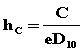 h_C = C / eD_10